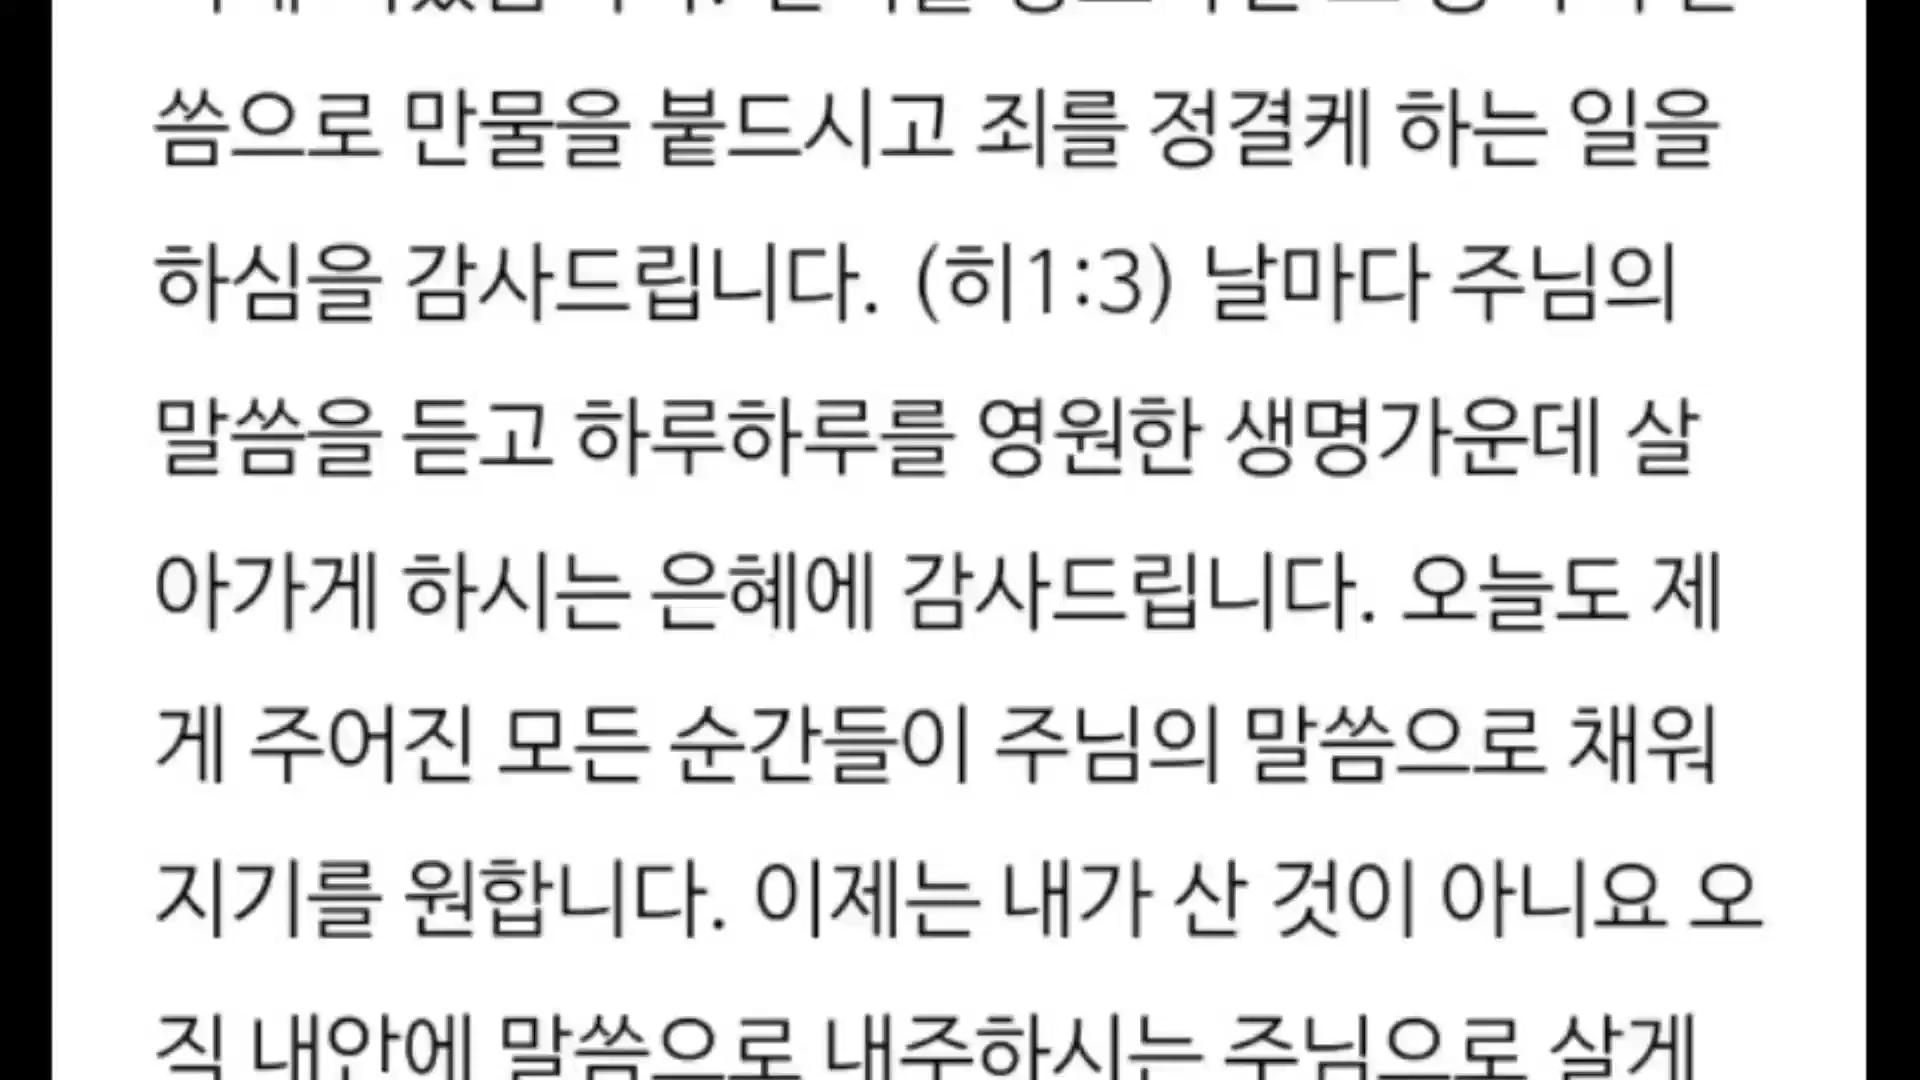 씀으로 만물을 붙드시고 죄를 정결케 하는 일을
하심을 감사드립니다. (히1:3) 날마다 주님의
말씀을 듣고 하루하루를 영원한 생명가운데 살
아가게 하시는 은혜에 감사드립니다. 오늘도 제
게 주어진 모든 순간들이 주님의 말씀으로 채워
지기를 원합니다. 이제는 내가 산 것이 아니요 오
직 내안에 말씀으로 내주하시는 주님으로 살게